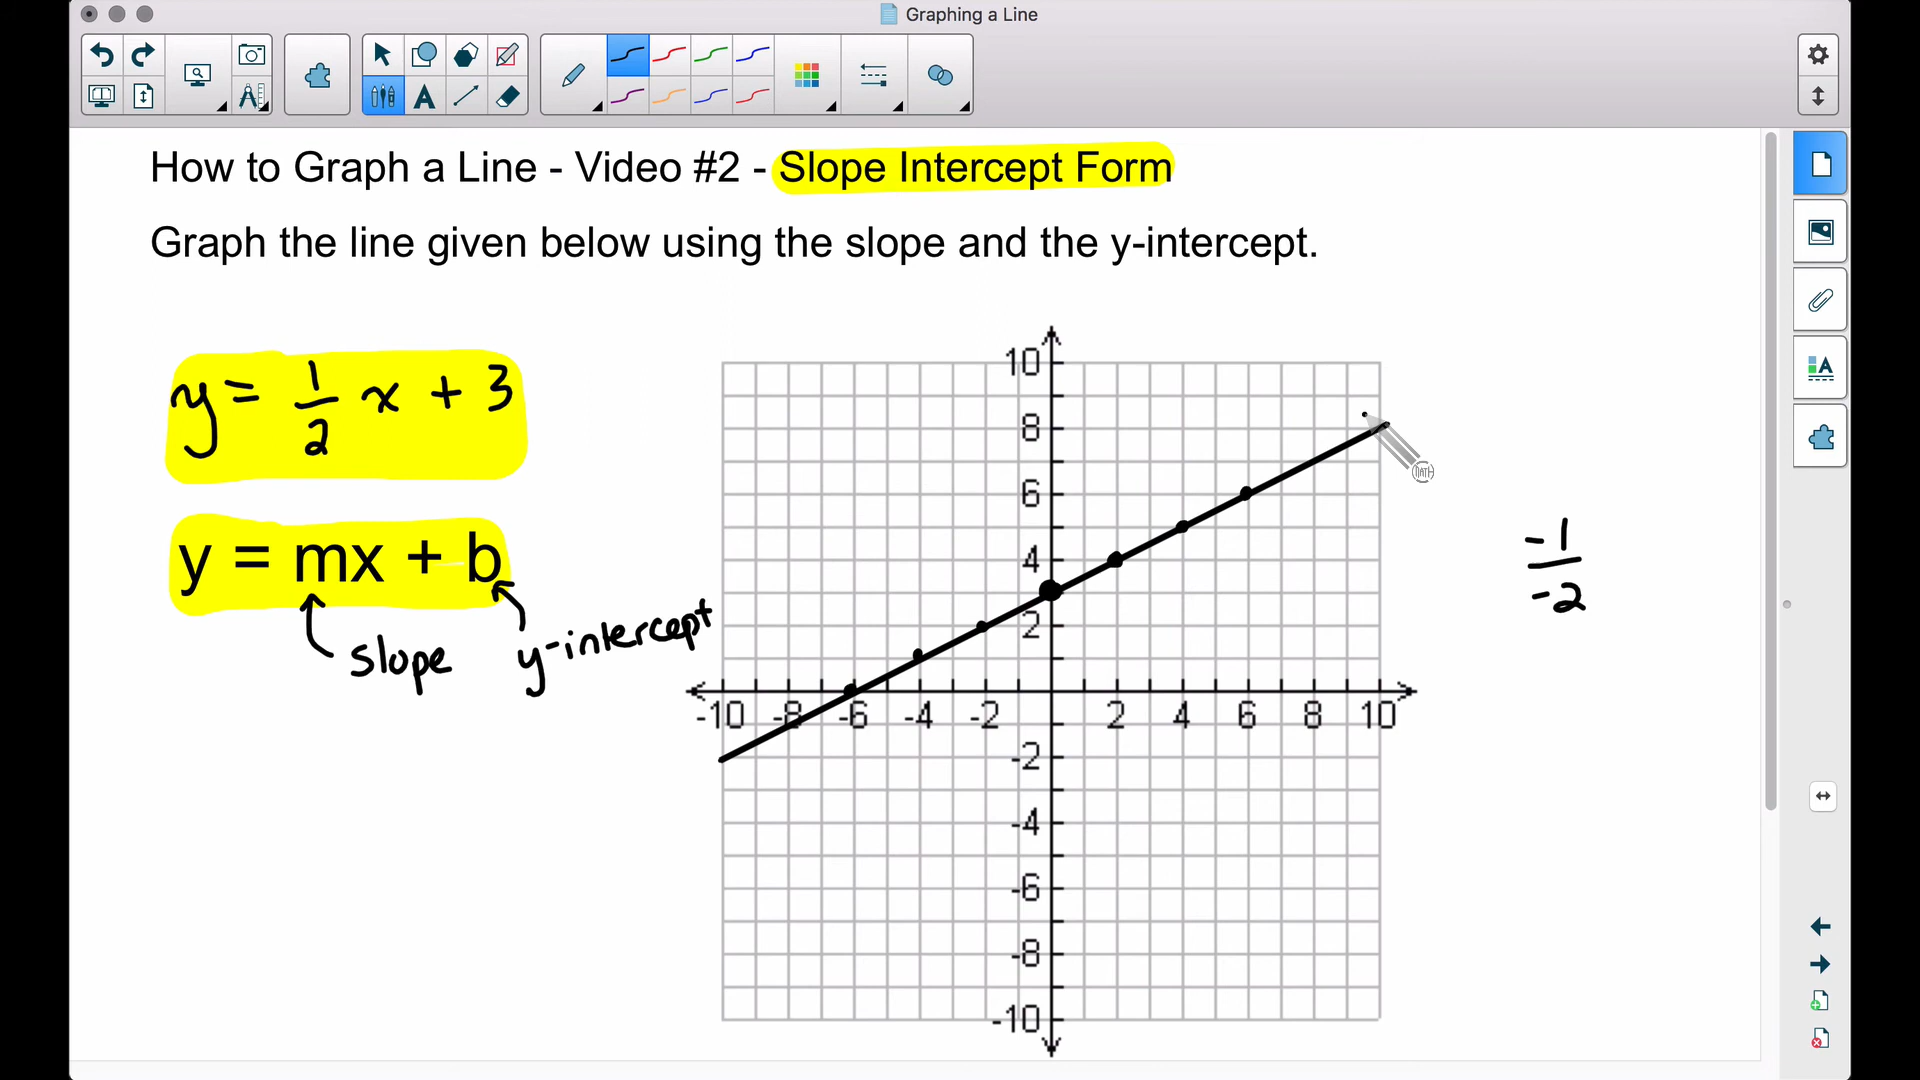 Graphing a Line
How to Graph a Line - Video #2 - Slope Intercept Form
Graph the line given below using the slope and the y-intercept.
y = 1/2 x + 3
y = mx + b
slope
y-intercept
10
8
6
4
2
-10 -8 -6 -4 -2 2 4 6 8 10
-2
-4
-6
-8
-10
-1
-2
MATH
A
A